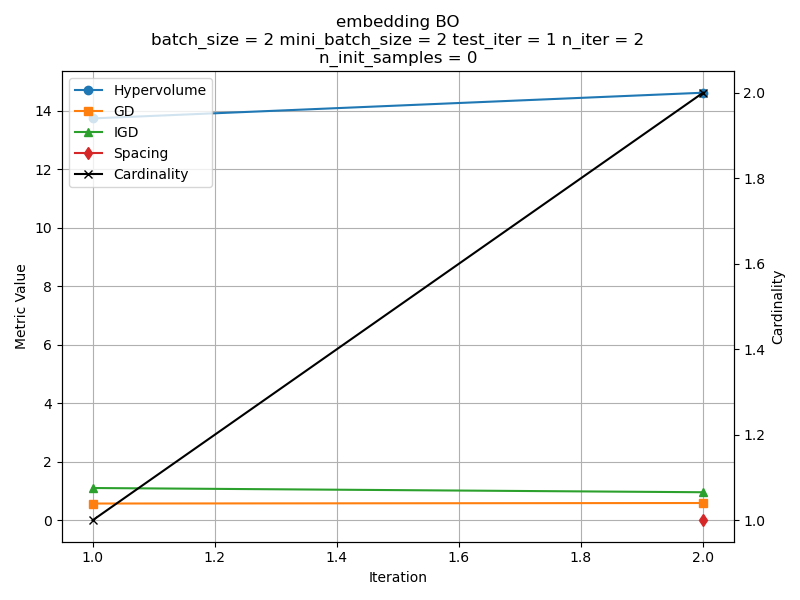 embedding BO
batch_size = 2 mini_batch_size = 2 test_iter = 1 n_iter = 2
n_init_samples = 0
Hypervolume
GD
IGD
Spacing
Cardinality
14
12
10
8
6
4
2
0
Metric Value
2.0
1.8
1.6
1.4
1.2
1.0
Cardinality
1.0 1.2 1.4 1.6 1.8 2.0
Iteration